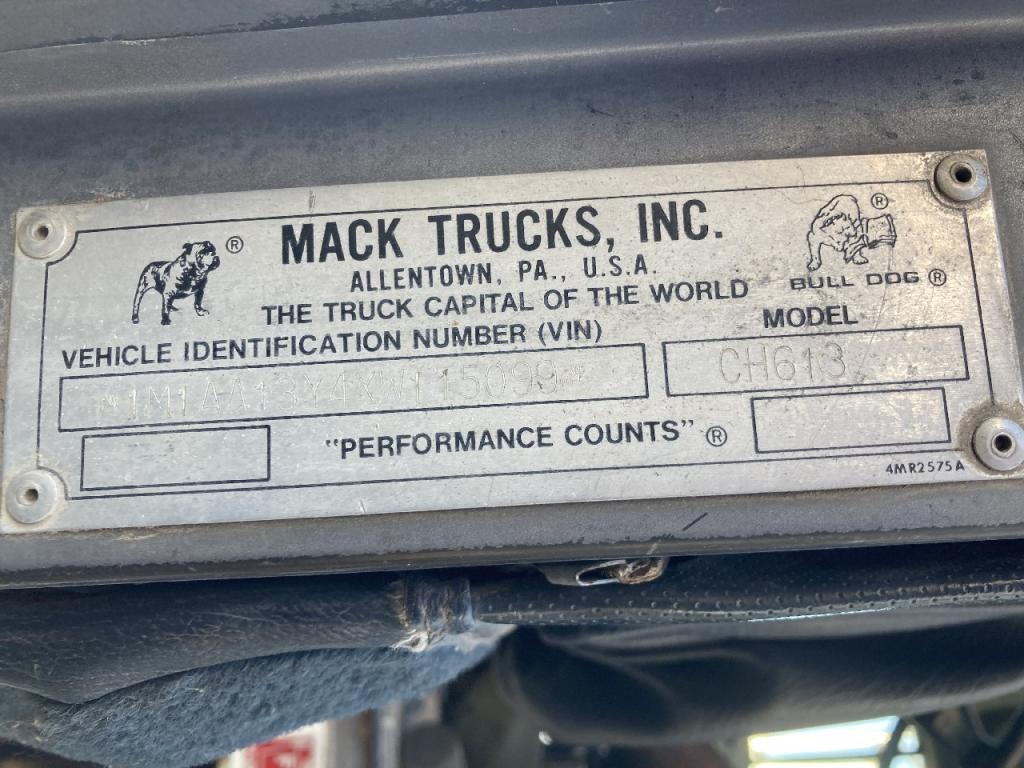 MACK TRUCKS, INC.
®
®
ALLENTOWN, PA., U.S.A.
THE TRUCK CAPITAL OF THE WORLD
BULL DOG ®
VEHICLE IDENTIFICATION NUMBER (VIN)
MODEL
*1M1AA13Y4XW115099*
CH613
"PERFORMANCE COUNTS" ®
4MR2575A